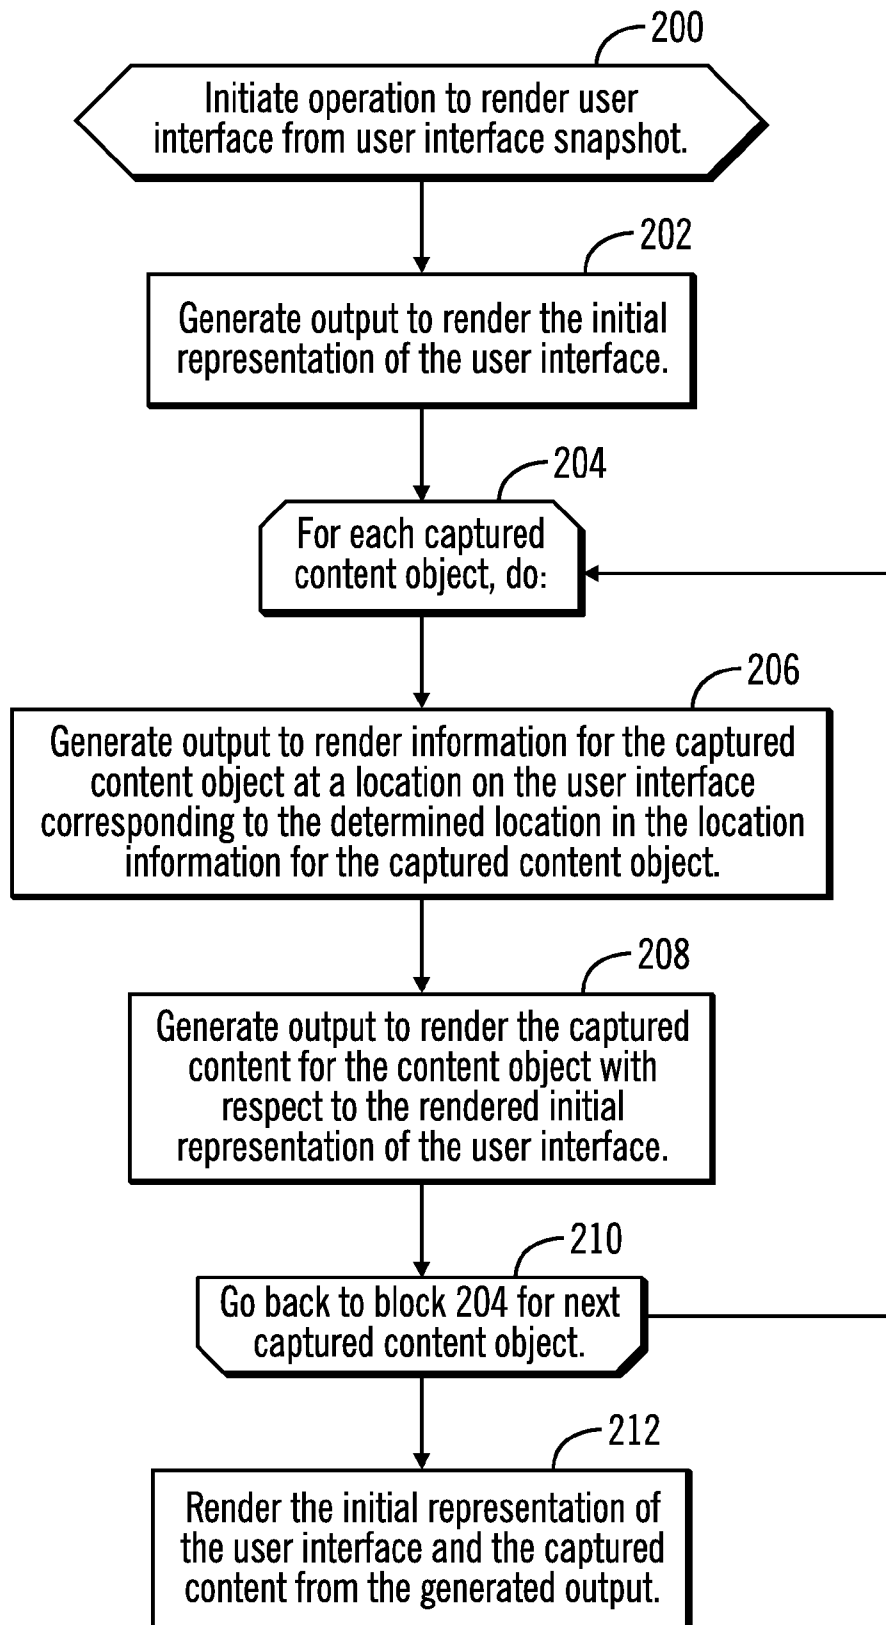 200
Initiate operation to render user
interface from user interface snapshot.
202
Generate output to render the initial
representation of the user interface.
204
For each captured
content object, do:
206
Generate output to render information for the captured
content object at a location on the user interface
corresponding to the determined location in the location
information for the captured content object.
208
Generate output to render the captured
content for the content object with
respect to the rendered initial
representation of the user interface.
210
Go back to block 204 for next
captured content object.
212
Render the initial representation of
the user interface and the captured
content from the generated output.